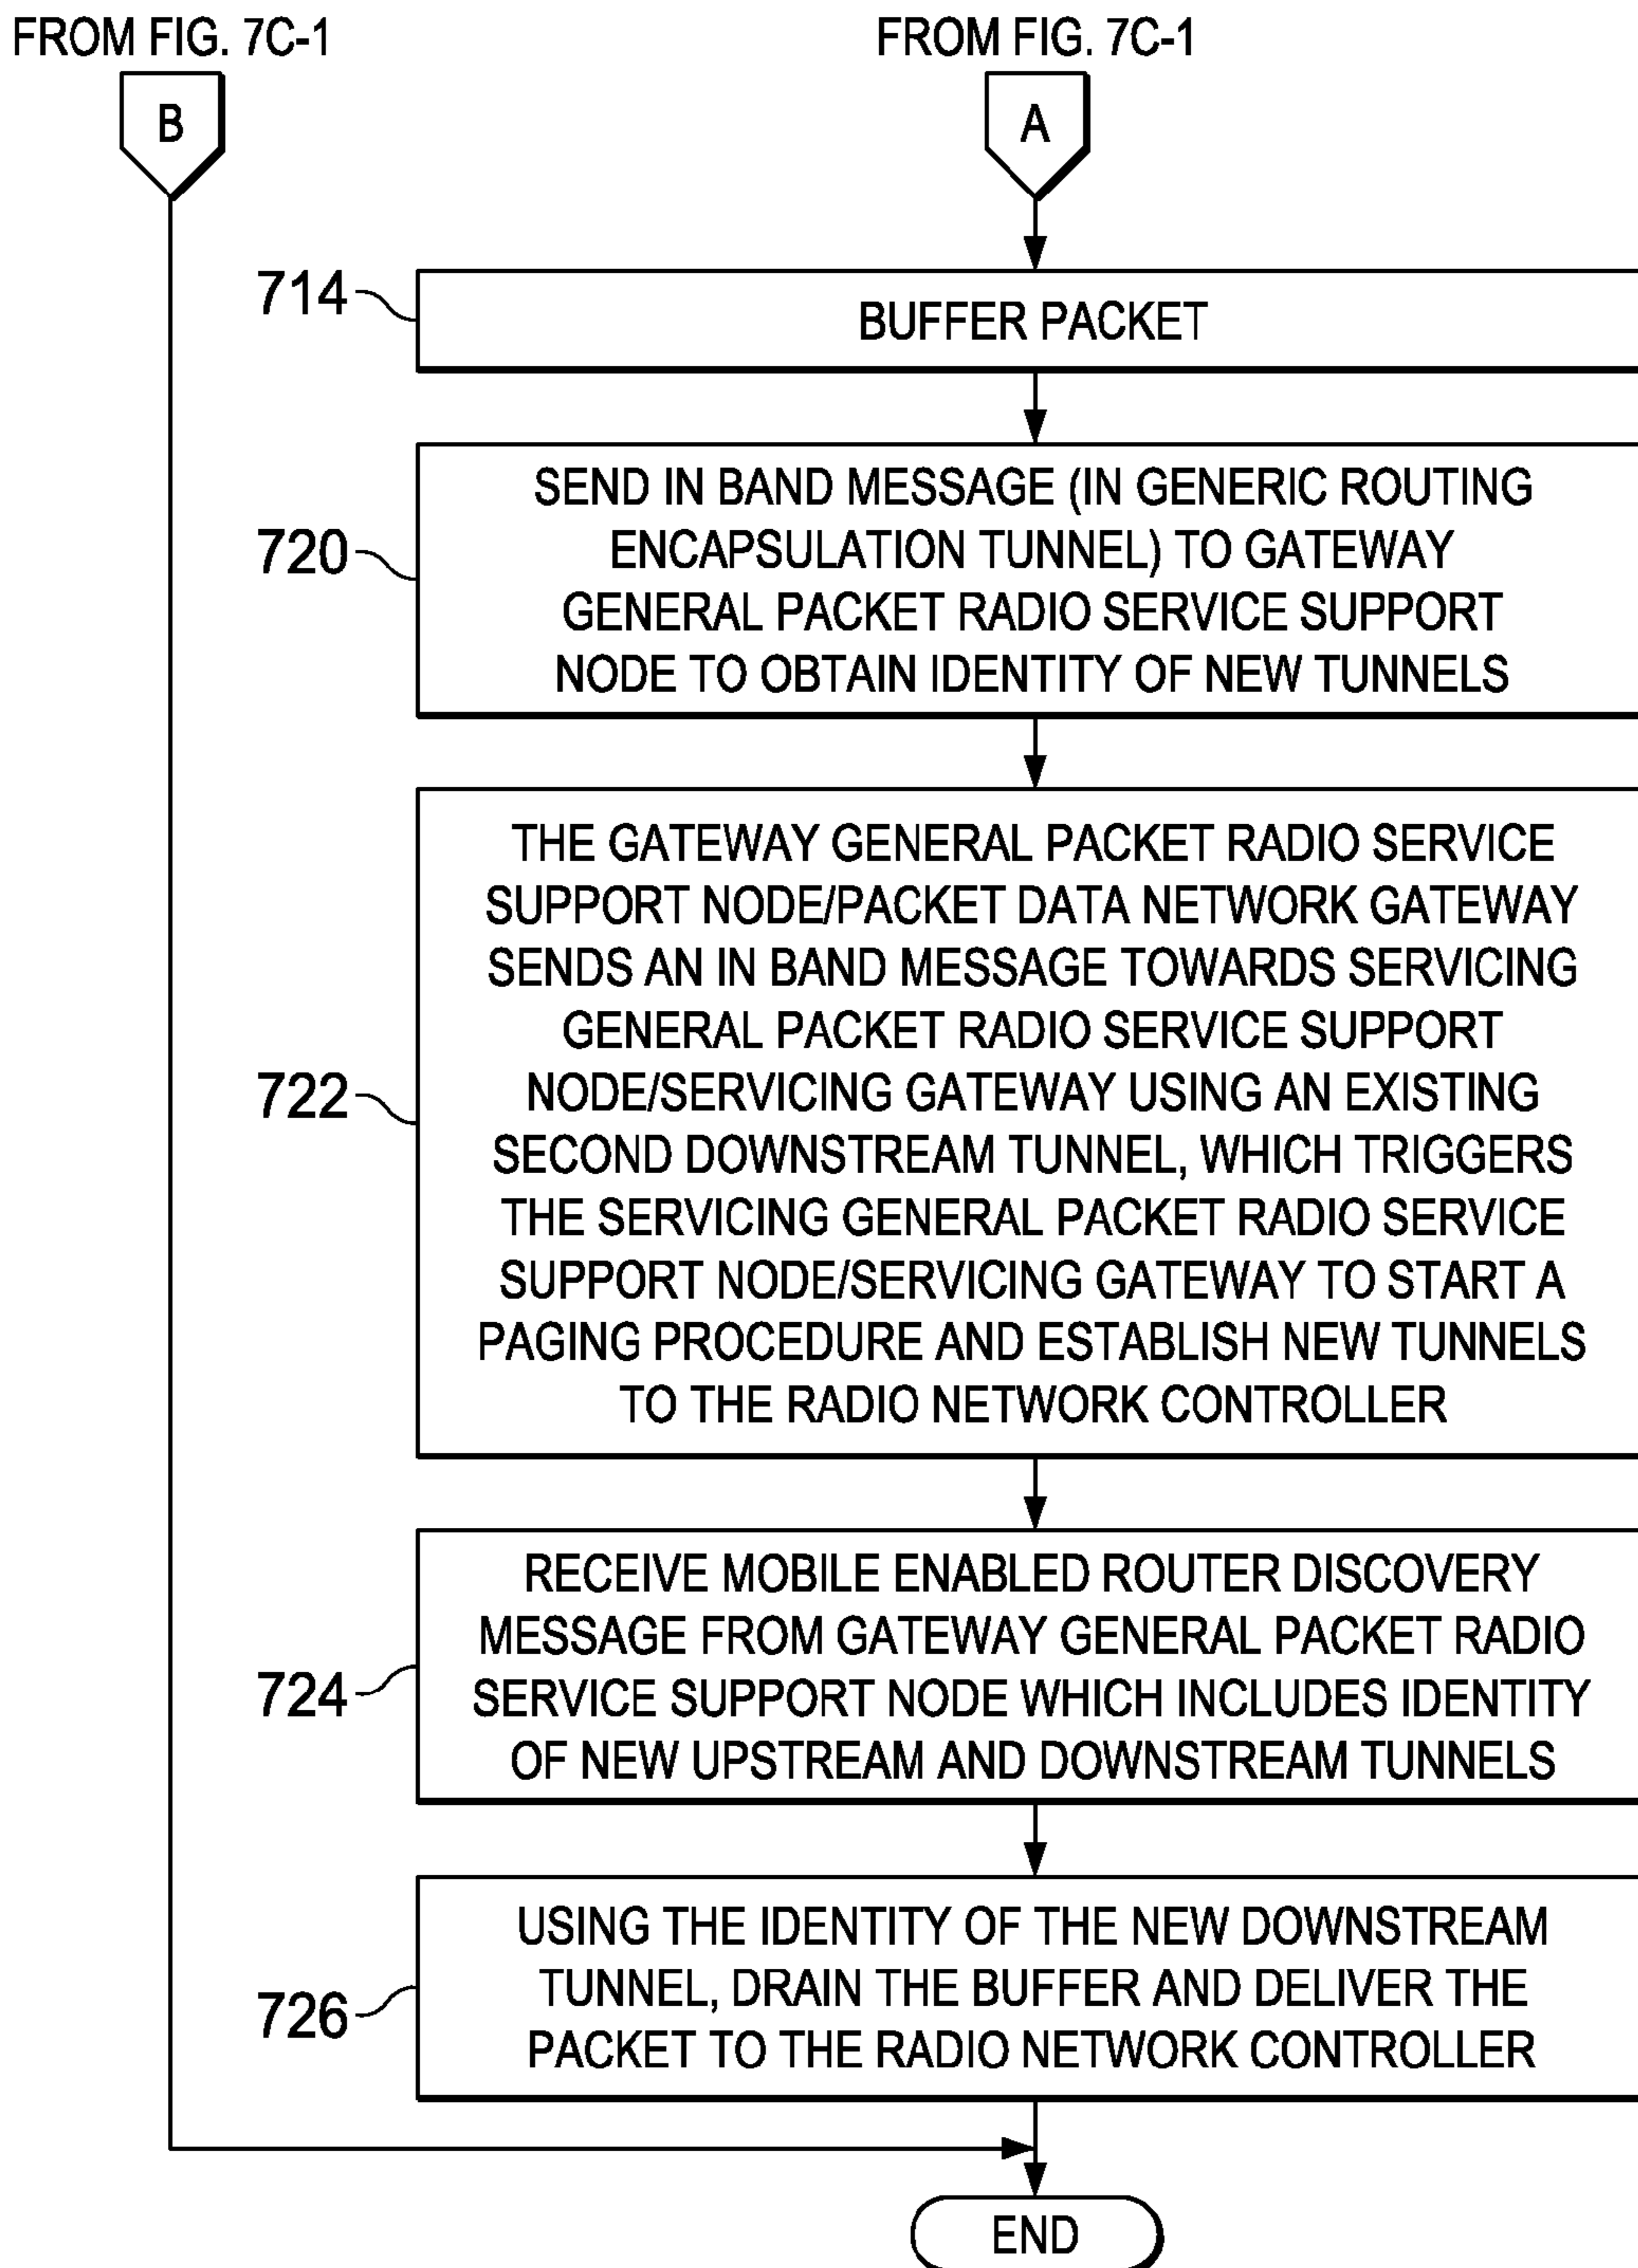 FROM FIG. 7C-1
FROM FIG. 7C-1
B
A
714
BUFFER PACKET
720
SEND IN BAND MESSAGE (IN GENERIC ROUTING
ENCAPSULATION TUNNEL) TO GATEWAY
GENERAL PACKET RADIO SERVICE SUPPORT
NODE TO OBTAIN IDENTITY OF NEW TUNNELS
722
THE GATEWAY GENERAL PACKET RADIO SERVICE
SUPPORT NODE/PACKET DATA NETWORK GATEWAY
SENDS AN IN BAND MESSAGE TOWARDS SERVICING
GENERAL PACKET RADIO SERVICE SUPPORT
NODE/SERVICING GATEWAY USING AN EXISTING
SECOND DOWNSTREAM TUNNEL, WHICH TRIGGERS
THE SERVICING GENERAL PACKET RADIO SERVICE
SUPPORT NODE/SERVICING GATEWAY TO START A
PAGING PROCEDURE AND ESTABLISH NEW TUNNELS
TO THE RADIO NETWORK CONTROLLER
724
RECEIVE MOBILE ENABLED ROUTER DISCOVERY
MESSAGE FROM GATEWAY GENERAL PACKET RADIO
SERVICE SUPPORT NODE WHICH INCLUDES IDENTITY
OF NEW UPSTREAM AND DOWNSTREAM TUNNELS
726
USING THE IDENTITY OF THE NEW DOWNSTREAM
TUNNEL, DRAIN THE BUFFER AND DELIVER THE
PACKET TO THE RADIO NETWORK CONTROLLER
END